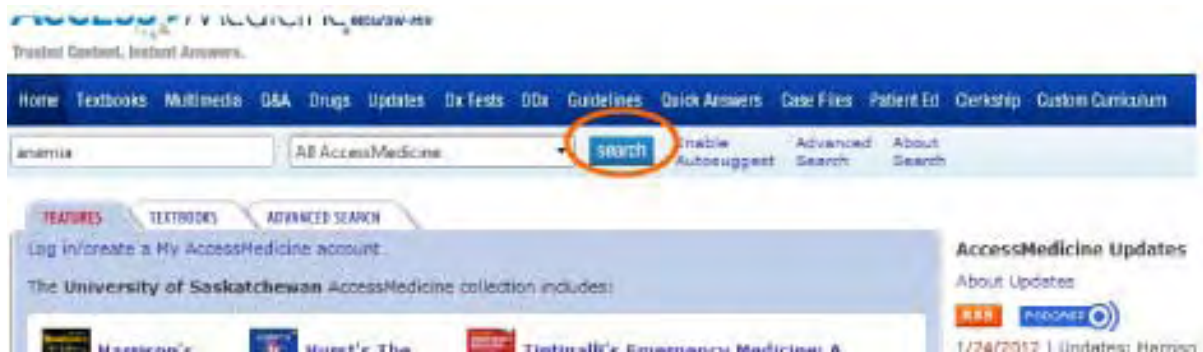 Trusted Content. Instant Answers.
Home Textbooks Multimedia Q&A Drugs Updates Dx Tests DDx Guidelines Quick Answers Case Files Patient Ed Clerkship Custom Curriculum
anemia All AccessMedicine search Enable Autosuggest Advanced Search About Search
FEATURES TEXTBOOKS ADVANCED SEARCH
Log in/create a My AccessMedicine account.
The University of Saskatchewan AccessMedicine collection includes:
AccessMedicine Updates
About Updates
RSS PODCAST
Harrison's Hurst's The Tintinalli's Emergency Medicine: A
1/24/2012 | Updates: Harriso